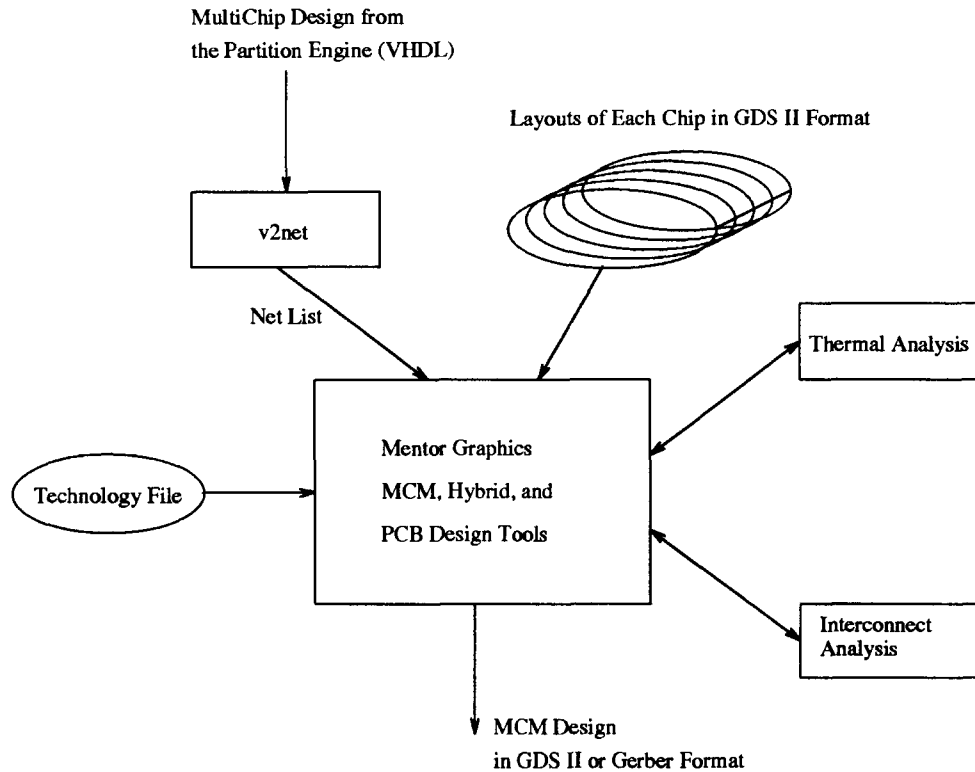 MultiChip Design from
the Partition Engine (VHDL)
Layouts of Each Chip in GDS II Format
v2net
Net List
Thermal Analysis
Mentor Graphics
MCM, Hybrid, and
PCB Design Tools
Technology File
Interconnect
Analysis
MCM Design
in GDS II or Gerber Format